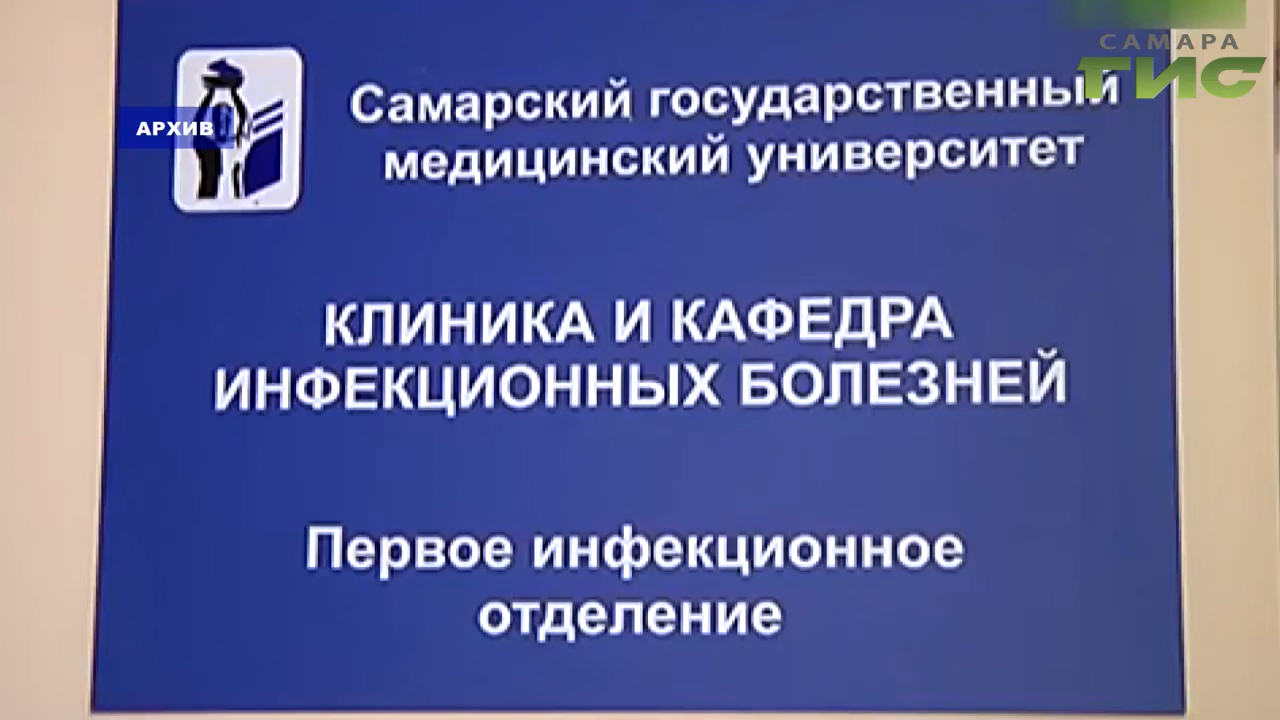 САМАРА
ГИС
АРХИВ
Самарский государственный
медицинский университет
КЛИНИКА И КАФЕДРА
ИНФЕКЦИОННЫХ БОЛЕЗНЕЙ
Первое инфекционное
отделение